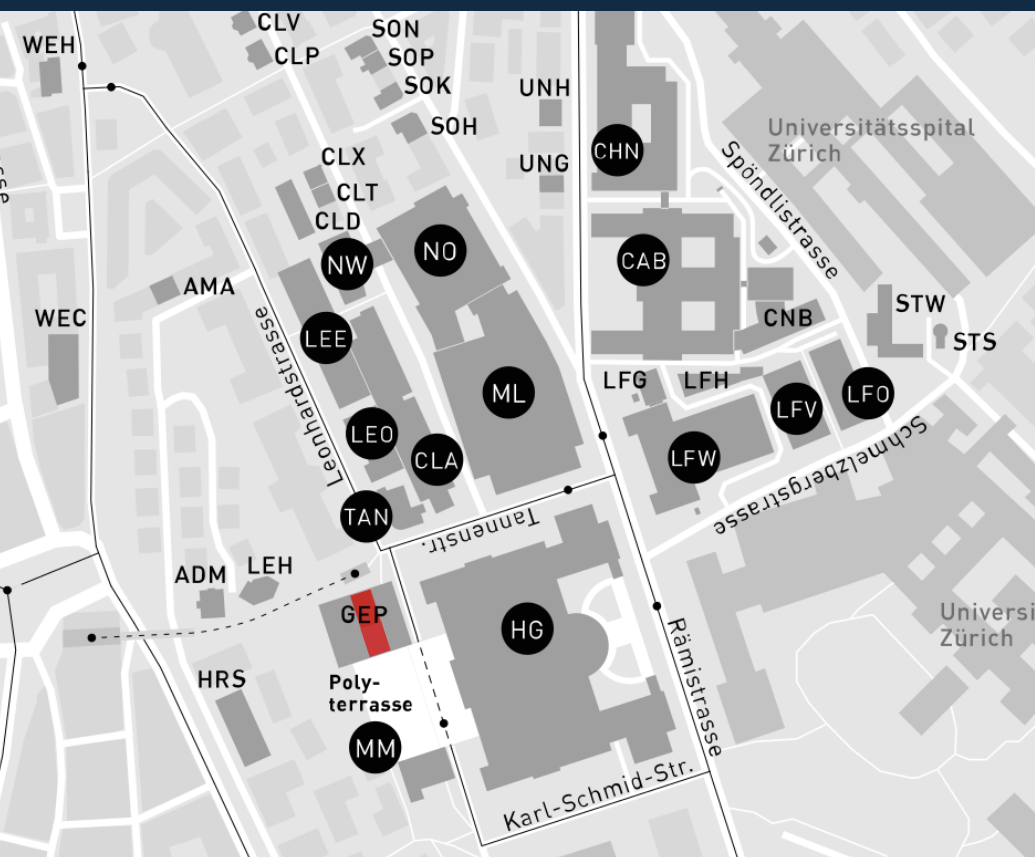 CLV
SON
WEH
CLP
SOP
SOK
UNH
SOH
Universitätsspital
Zürich
CHN
Spöndlistrasse
CLX
UNG
CLT
CLD
NO
NW
CAB
AMA
STW
WEC
CNB
LEE
STS
Leonhardstrasse
LFG
LFH
ML
LFV
LFO
LEO
CLA
LFW
Schmelzbergstrasse
TAN
Tannenstr.
LEH
ADM
GEP
HG
Universi
Zürich
Rämistrasse
HRS
Poly-
terrasse
MM
Karl-Schmid-Str.